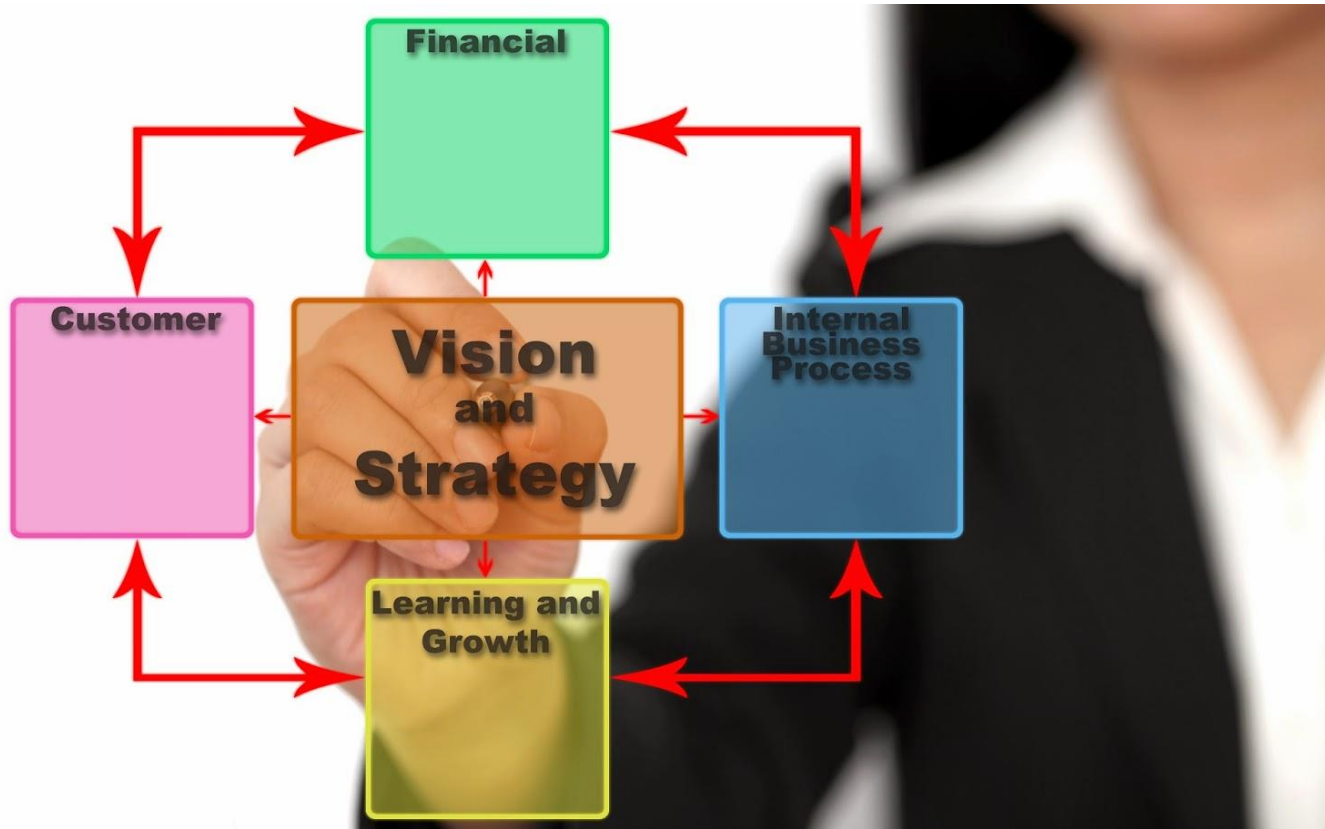 Financial
Customer
Vision
and
Strategy
Internal
Business
Process
Learning and
Growth